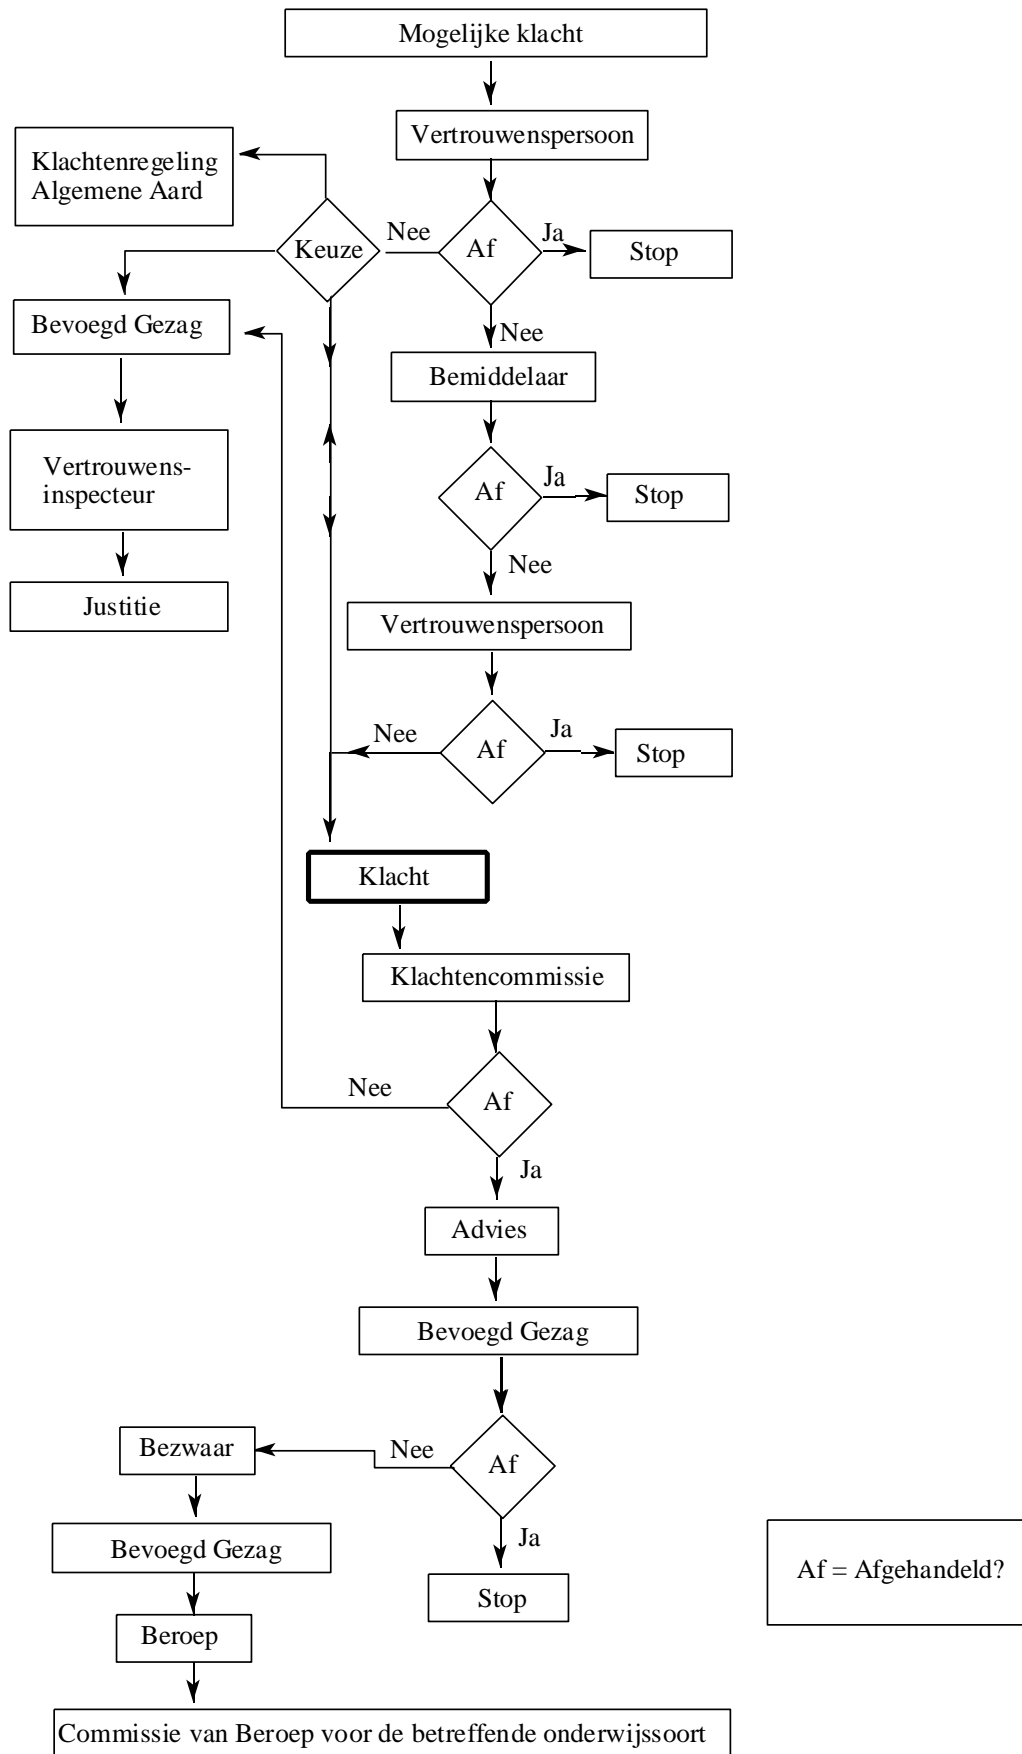 Mogelijke klacht
Vertrouwenspersoon
Klachtenregeling
Algemene Aard
Keuze
Nee
Af
Ja
Stop
Bevoegd Gezag
Nee
Bemiddelaar
Vertrouwens-
inspecteur
Af
Ja
Stop
Nee
Justitie
Vertrouwenspersoon
Nee
Af
Ja
Stop
Klacht
Klachtencommissie
Nee
Af
Ja
Advies
Bevoegd Gezag
Bezwaar
Nee
Af
Ja
Bevoegd Gezag
Stop
Af = Afgehandeld?
Beroep
Commissie van Beroep voor de betreffende onderwijssoort